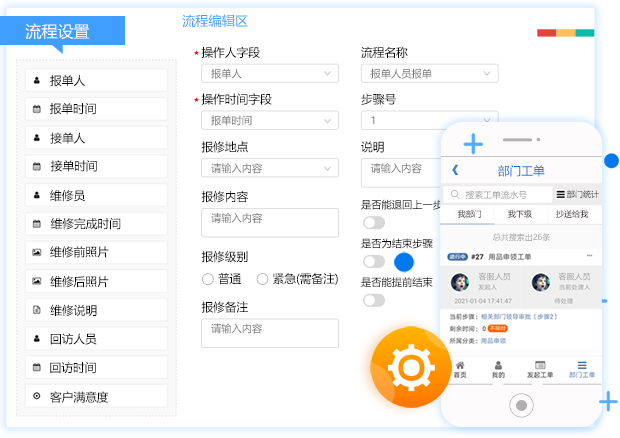 流程设置
报单人
报单时间
接单人
接单时间
维修员
维修完成时间
维修前照片
维修后照片
维修说明
回访人员
回访时间
客户满意度
流程编辑区
*操作人字段
报单人
*操作时间字段
报单时间
报修地点
请输入内容
报修内容
请输入内容
报修级别
普通
紧急(需备注)
报修备注
请输入内容
流程名称
报单人员报单
步骤号
1
说明
请输入内容
是否能退回上一步
是否为结束步骤
是否能提前结束
部门工单
搜素工单流水号
部门统计
我部门
我下级
抄送给我
总共搜索出26条
进行中 #27 用品申领工单
客服人员
发起人
2021-01-04 17:41:47
客服人员
当前处理人
待处理
当前步骤：相关部门领导审批（步骤2）
剩余时间：0 不限时
所属分类：用品申领
首页
我的
发起工单
部门工单